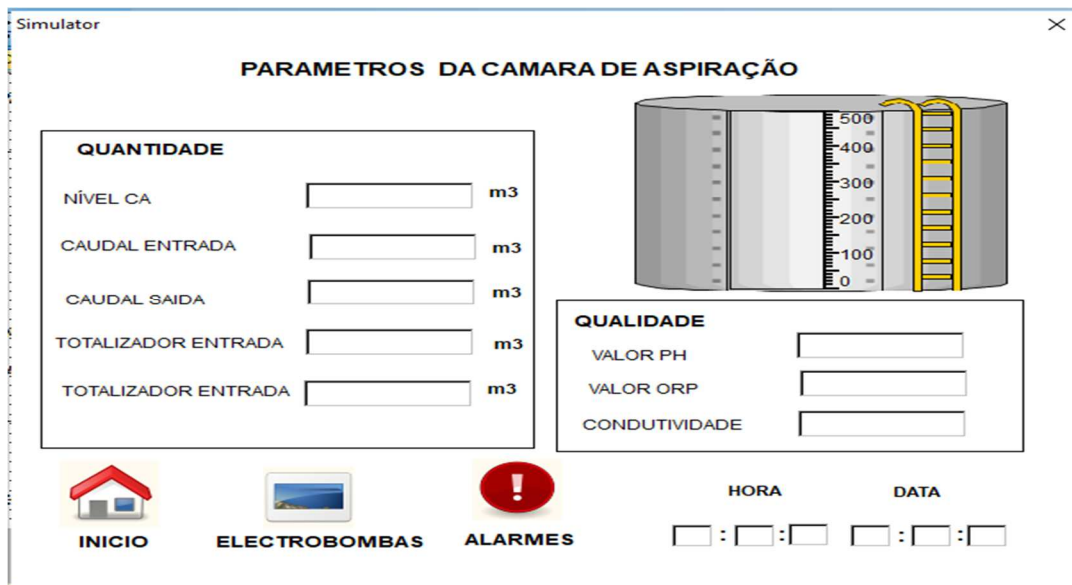 Simulator
PARAMETROS DA CAMARA DE ASPIRAÇÃO
QUANTIDADE
NÍVEL CA m3
CAUDAL ENTRADA m3
CAUDAL SAIDA m3
TOTALIZADOR ENTRADA m3
TOTALIZADOR ENTRADA m3
500
400
300
200
100
0
QUALIDADE
VALOR PH
VALOR ORP
CONDUTIVIDADE
INICIO
ELECTROBOMBAS
ALARMES
HORA DATA
: : : :